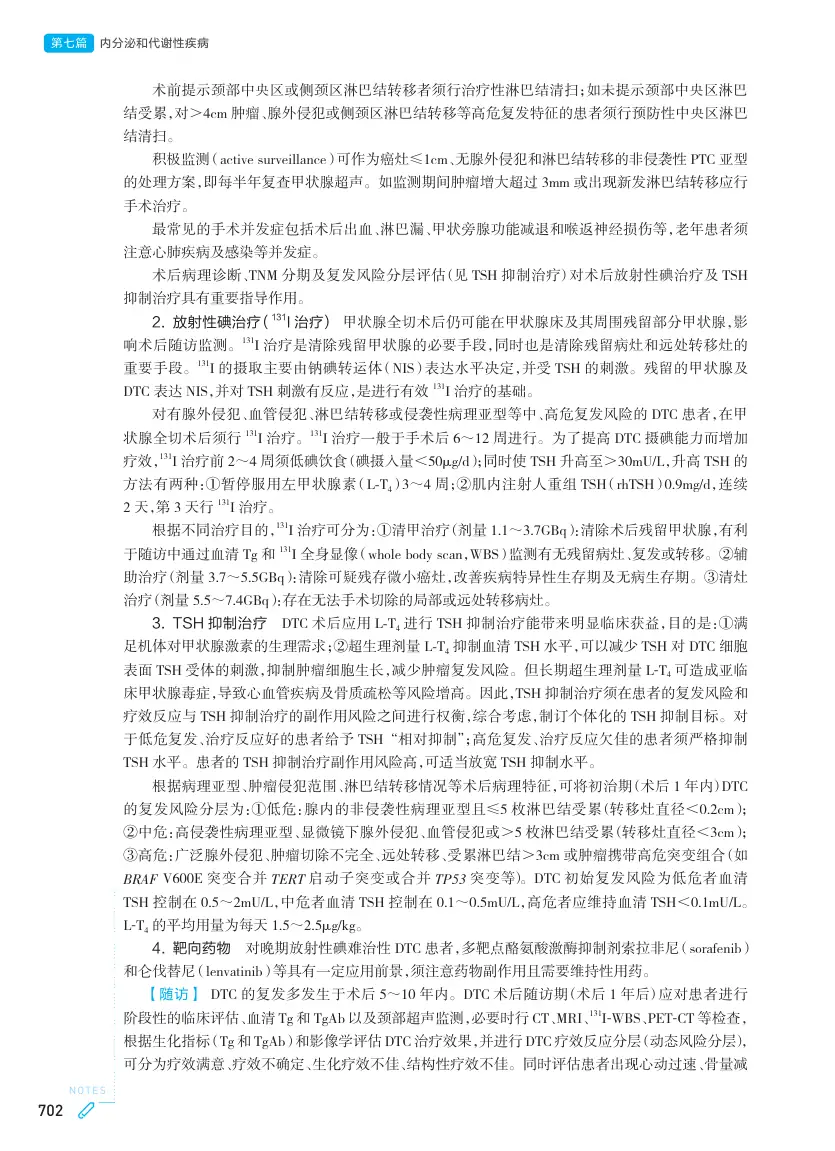 第七篇 内分泌和代谢性疾病
术前提示颈部中央区或侧颈区淋巴结转移者须行治疗性淋巴结清扫；如未提示颈部中央区淋巴
结受累，对＞4cm 肿瘤、腺外侵犯或侧颈区淋巴结转移等高危复发特征的患者须行预防性中央区淋巴
结清扫。
积极监测（active surveillance）可作为癌灶≤1cm、无腺外侵犯和淋巴结转移的非侵袭性 PTC 亚型
的处理方案，即每半年复查甲状腺超声。如监测期间肿瘤增大超过 3mm 或出现新发淋巴结转移应行
手术治疗。
最常见的手术并发症包括术后出血、淋巴漏、甲状旁腺功能减退和喉返神经损伤等，老年患者须
注意心肺疾病及感染等并发症。
术后病理诊断、TNM 分期及复发风险分层评估（见 TSH 抑制治疗）对术后放射性碘治疗及 TSH
抑制治疗具有重要指导作用。
2. 放射性碘治疗（¹³¹I 治疗） 甲状腺全切术后仍可能在甲状腺床及其周围残留部分甲状腺，影
响术后随访监测。¹³¹I 治疗是清除残留甲状腺的必要手段，同时也是清除残留病灶和远处转移灶的
重要手段。¹³¹I 的摄取主要由钠碘转运体（NIS）表达水平决定，并受 TSH 的刺激。残留的甲状腺及
DTC 表达 NIS，并对 TSH 刺激有反应，是进行有效 ¹³¹I 治疗的基础。
对有腺外侵犯、血管侵犯、淋巴结转移或侵袭性病理亚型等中、高危复发风险的 DTC 患者，在甲
状腺全切术后须行 ¹³¹I 治疗。¹³¹I 治疗一般于手术后 6～12 周进行。为了提高 DTC 摄碘能力而增加
疗效，¹³¹I 治疗前 2～4 周须低碘饮食（碘摄入量＜50μg/d）；同时使 TSH 升高至＞30mU/L，升高 TSH 的
方法有两种：①暂停服用左甲状腺素（L-T₄）3～4 周；②肌内注射人重组 TSH（rhTSH）0.9mg/d，连续
2 天，第 3 天行 ¹³¹I 治疗。
根据不同治疗目的，¹³¹I 治疗可分为：①清甲治疗（剂量 1.1～3.7GBq）：清除术后残留甲状腺，有利
于随访中通过血清 Tg 和 ¹³¹I 全身显像（whole body scan，WBS）监测有无残留病灶、复发或转移。②辅
助治疗（剂量 3.7～5.5GBq）：清除可疑残存微小癌灶，改善疾病特异性生存期及无病生存期。③清灶
治疗（剂量 5.5～7.4GBq）：存在无法手术切除的局部或远处转移病灶。
3. TSH 抑制治疗 DTC 术后应用 L-T₄ 进行 TSH 抑制治疗能带来明显临床获益，目的是：①满
足机体对甲状腺激素的生理需求；②超生理剂量 L-T₄ 抑制血清 TSH 水平，可以减少 TSH 对 DTC 细胞
表面 TSH 受体的刺激，抑制肿瘤细胞生长，减少肿瘤复发风险。但长期超生理剂量 L-T₄ 可造成亚临
床甲状腺毒症，导致心血管疾病及骨质疏松等风险增高。因此，TSH 抑制治疗须在患者的复发风险和
疗效反应与 TSH 抑制治疗的副作用风险之间进行权衡，综合考虑，制订个体化的 TSH 抑制目标。对
于低危复发、治疗反应好的患者给予 TSH “相对抑制”；高危复发、治疗反应欠佳的患者须严格抑制
TSH 水平。患者的 TSH 抑制治疗副作用风险高，可适当放宽 TSH 抑制水平。
根据病理亚型、肿瘤侵犯范围、淋巴结转移情况等术后病理特征，可将初治期（术后 1 年内）DTC
的复发风险分层为：①低危：腺内的非侵袭性病理亚型且≤5 枚淋巴结受累（转移灶直径＜0.2cm）；
②中危：高侵袭性病理亚型、显微镜下腺外侵犯、血管侵犯或＞5 枚淋巴结受累（转移灶直径＜3cm）；
③高危：广泛腺外侵犯、肿瘤切除不完全、远处转移、受累淋巴结＞3cm 或肿瘤携带高危突变组合（如
BRAF V600E 突变合并 TERT 启动子突变或合并 TP53 突变等）。DTC 初始复发风险为低危者血清
TSH 控制在 0.5～2mU/L，中危者血清 TSH 控制在 0.1～0.5mU/L，高危者应维持血清 TSH＜0.1mU/L。
L-T₄ 的平均用量为每天 1.5～2.5μg/kg。
4. 靶向药物 对晚期放射性碘难治性 DTC 患者，多靶点酪氨酸激酶抑制剂索拉非尼（sorafenib）
和仑伐替尼（lenvatinib）等具有一定应用前景，须注意药物副作用且需要维持性用药。
【随访】 DTC 的复发多发生于术后 5～10 年内。DTC 术后随访期（术后 1 年后）应对患者进行
阶段性的临床评估、血清 Tg 和 TgAb 以及颈部超声监测，必要时行 CT、MRI、¹³¹I-WBS、PET-CT 等检查，
根据生化指标（Tg 和 TgAb）和影像学评估 DTC 治疗效果，并进行 DTC 疗效反应分层（动态风险分层），
可分为疗效满意、疗效不确定、生化疗效不佳、结构性疗效不佳。同时评估患者出现心动过速、骨量减
NOTES
702